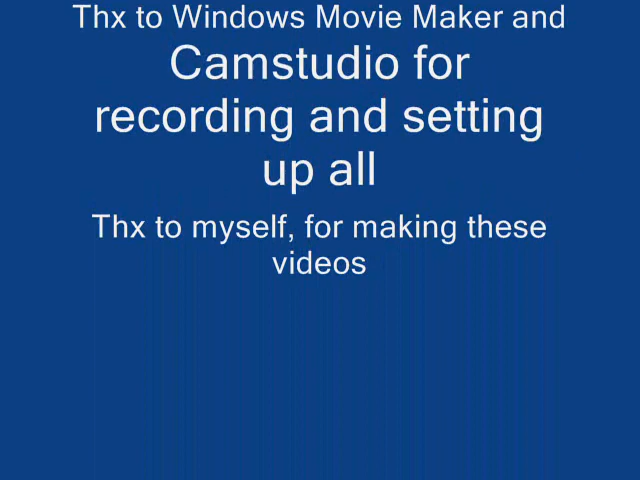 Thx to Windows Movie Maker and
Camstudio for
recording and setting
up all
Thx to myself, for making these
videos